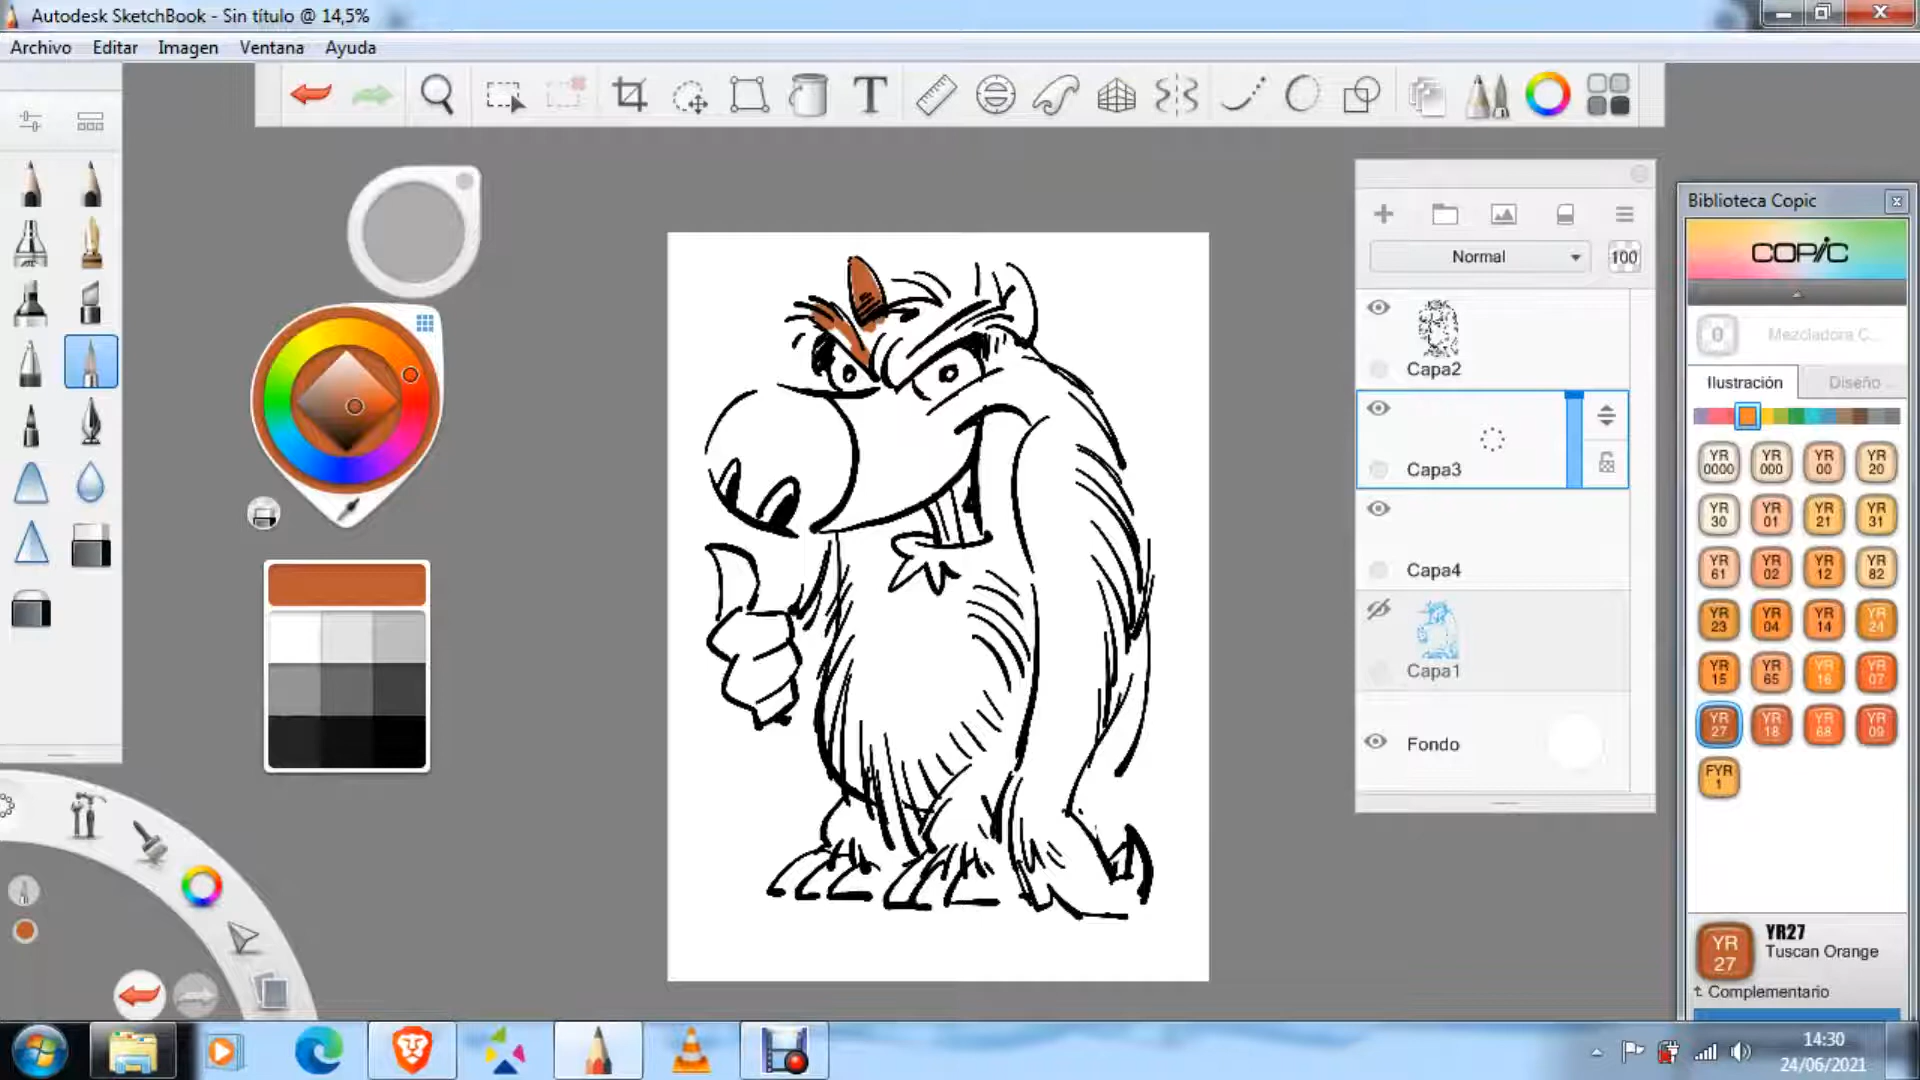 Autodesk SketchBook - Sin título @ 14,5%
Archivo Editar Imagen Ventana Ayuda
T
Biblioteca Copic
COPIC
Normal 100
0 Mezcladora C...
Capa2
Ilustración Diseño ...
Capa3
YR 0000 YR 000 YR 00 YR 20
YR 30 YR 01 YR 21 YR 31
Capa4
YR 61 YR 02 YR 12 YR 82
YR 23 YR 04 YR 14 YR 24
Capa1
YR 15 YR 65 YR 16 YR 07
YR 27 YR 18 YR 68 YR 09
Fondo
FYR 1
YR 27
YR27
Tuscan Orange
Complementario
14:30
24/06/2021